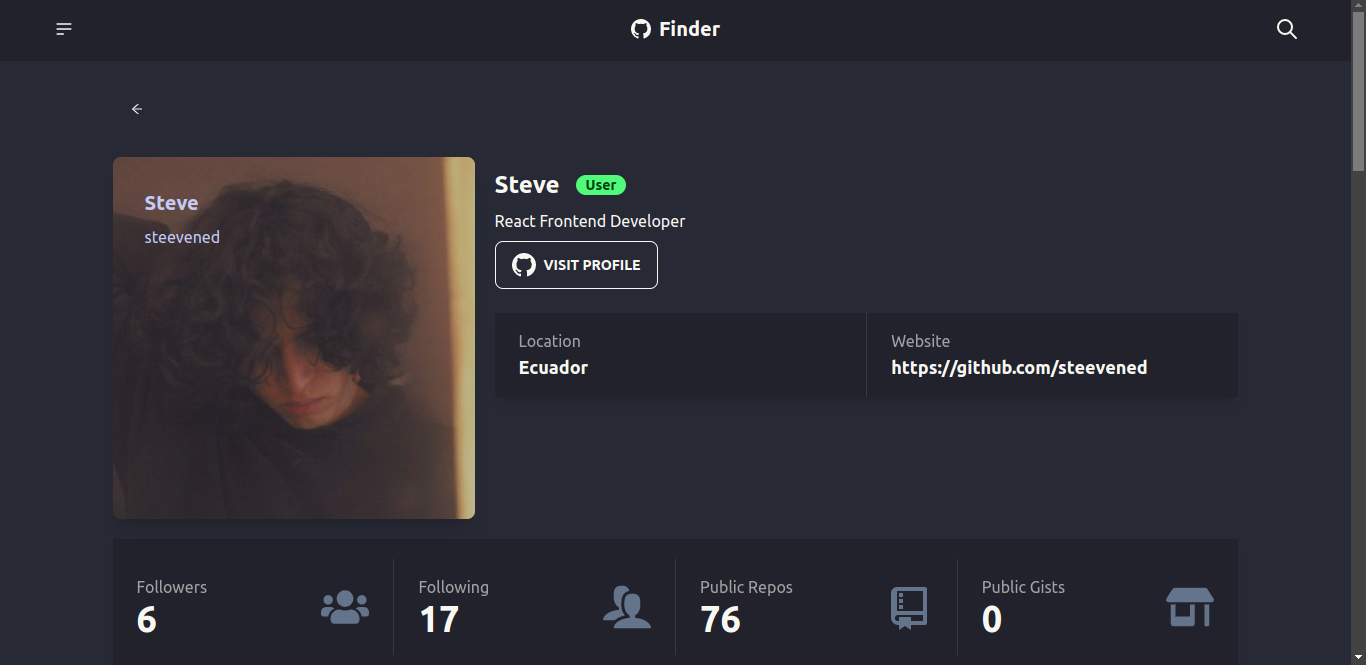 Finder
Steve
steevened
Steve User
React Frontend Developer
VISIT PROFILE
Location
Ecuador
Website
https://github.com/steevened
Followers
6
Following
17
Public Repos
76
Public Gists
0